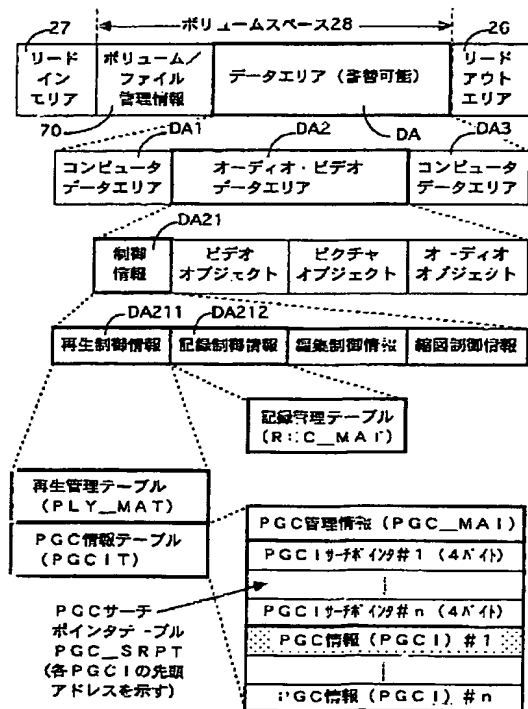 ボリュームスペース28
27
26
リード
イン
エリア
ボリューム/
ファイル
管理情報
データエリア (書替可能)
リード
アウト
エリア
70
DA1
DA2
DA
DA3
コンピュータ
データエリア
オーディオ・ビデオ
データエリア
コンピュータ
データエリア
DA21
制御
情報
ビデオ
オブジェクト
ピクチャ
オブジェクト
オーディオ
オブジェクト
DA211
DA212
再生制御情報
記録制御情報
編集制御情報
縮図制御情報
記録管理テーブル
(REC_MAT)
再生管理テーブル
(PLY_MAT)
PGC情報テーブル
(PGCIT)
PGC管理情報 (PGC_MAI)
PGCIサーチポインタ#1 (4バイト)
PGCIサーチポインタ#n (4バイト)
PGC情報 (PGCI) #1
PGC情報 (PGCI) #n
PGCサーチ
ポインタテーブル
PGC_SRPT
(各PGCIの先頭
アドレスを示す)